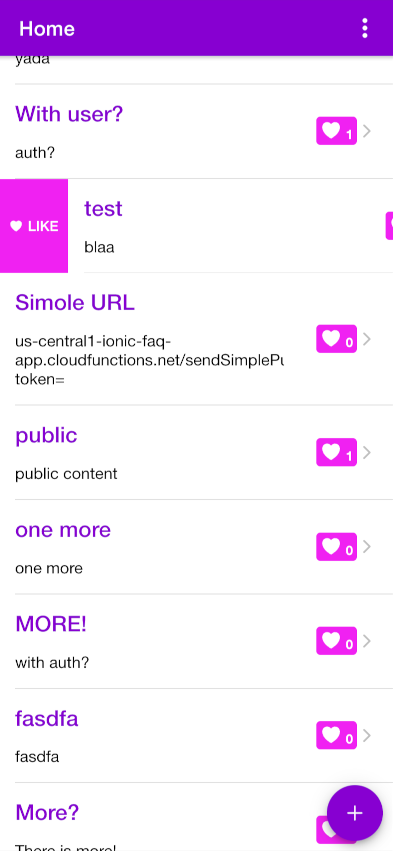 Home
yada
With user?
1
auth?
LIKE
test
blaa
Simole URL
us-central1-ionic-faq-
0
app.cloudfunctions.net/sendSimplePu
token=
public
1
public content
one more
0
one more
MORE!
0
with auth?
fasdfa
0
fasdfa
More?
There is more!